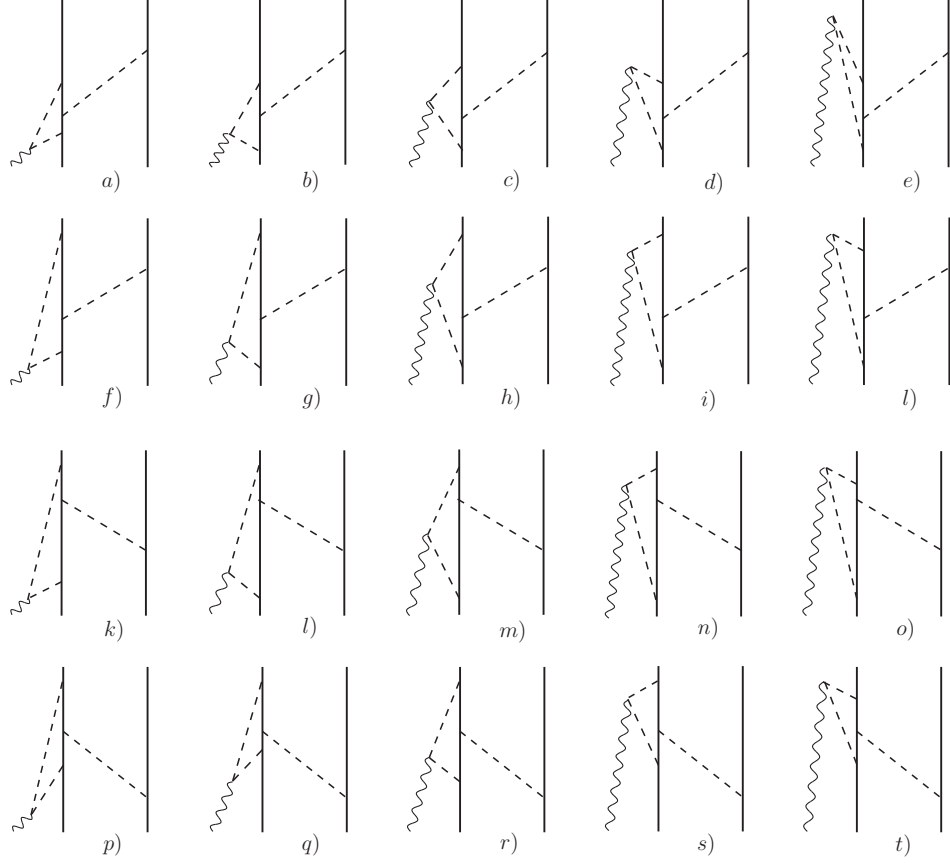 a) b) c) d) e)
f) g) h) i) l)
k) l) m) n) o)
p) q) r) s) t)